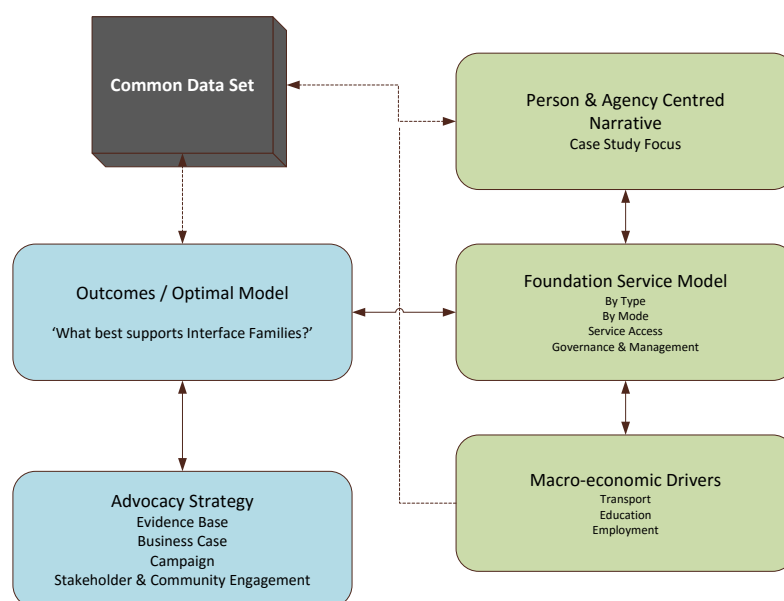 Common Data Set
Person & Agency Centred
Narrative
Case Study Focus
Outcomes / Optimal Model
‘What best supports Interface Families?’
Foundation Service Model
By Type
By Mode
Service Access
Governance & Management
Advocacy Strategy
Evidence Base
Business Case
Campaign
Stakeholder & Community Engagement
Macro-economic Drivers
Transport
Education
Employment